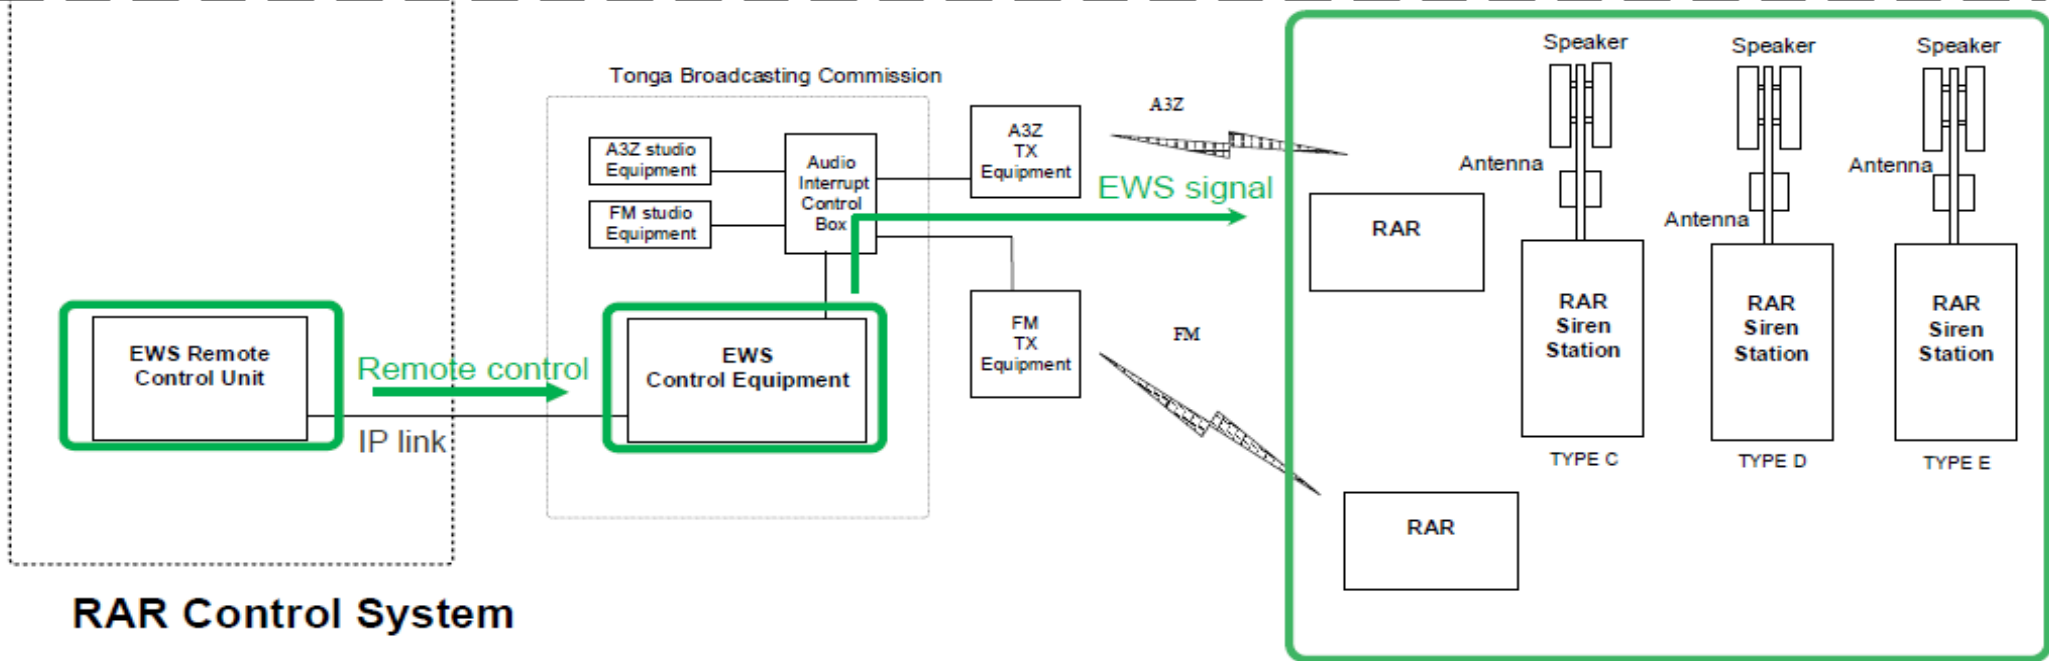 Speaker
Speaker
Speaker
Tonga Broadcasting Commission
A3Z studio
Equipment
FM studio
Equipment
Audio
Interrupt
Control
Box
A3Z
TX
Equipment
A3Z
EWS signal
Antenna
Antenna
Antenna
RAR
RAR
Siren
Station
RAR
Siren
Station
RAR
Siren
Station
TYPE C
TYPE D
TYPE E
FM
TX
Equipment
FM
EWS Remote
Control Unit
Remote control
IP link
EWS
Control Equipment
RAR
RAR Control System